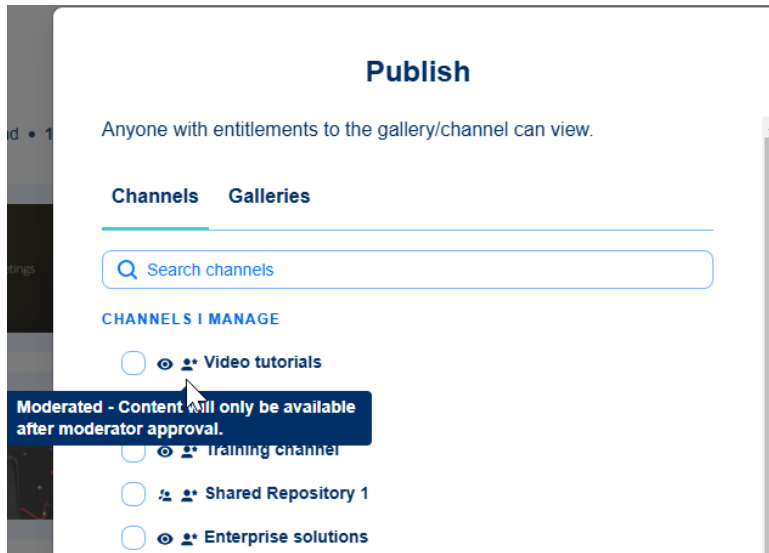 Publish
Anyone with entitlements to the gallery/channel can view.
Channels Galleries
Search channels
CHANNELS I MANAGE
Video tutorials
Moderated - Content will only be available
after moderator approval.
Training channel
Shared Repository 1
Enterprise solutions